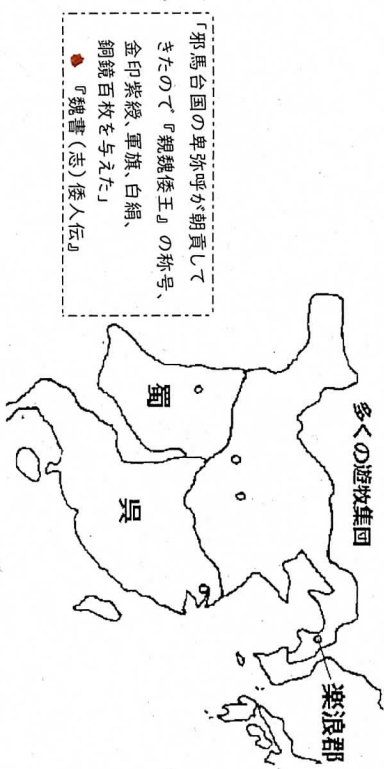 「邪馬台国の卑弥呼が朝貢して
きたので『親魏倭王』の称号、
金印紫綬、軍旗、白絹、
銅鏡百枚を与えた」
『魏書（志）倭人伝』
多くの遊牧集団
蜀
呉
楽浪郡